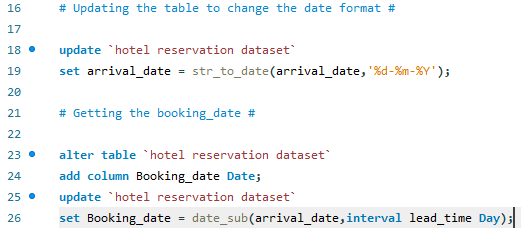 16 # Updating the table to change the date format #
17
18 update `hotel reservation dataset`
19 set arrival_date = str_to_date(arrival_date,'%d-%m-%Y');
20
21 # Getting the booking_date #
22
23 alter table `hotel reservation dataset`
24 add column Booking_date Date;
25 update `hotel reservation dataset`
26 set Booking_date = date_sub(arrival_date,interval lead_time Day);